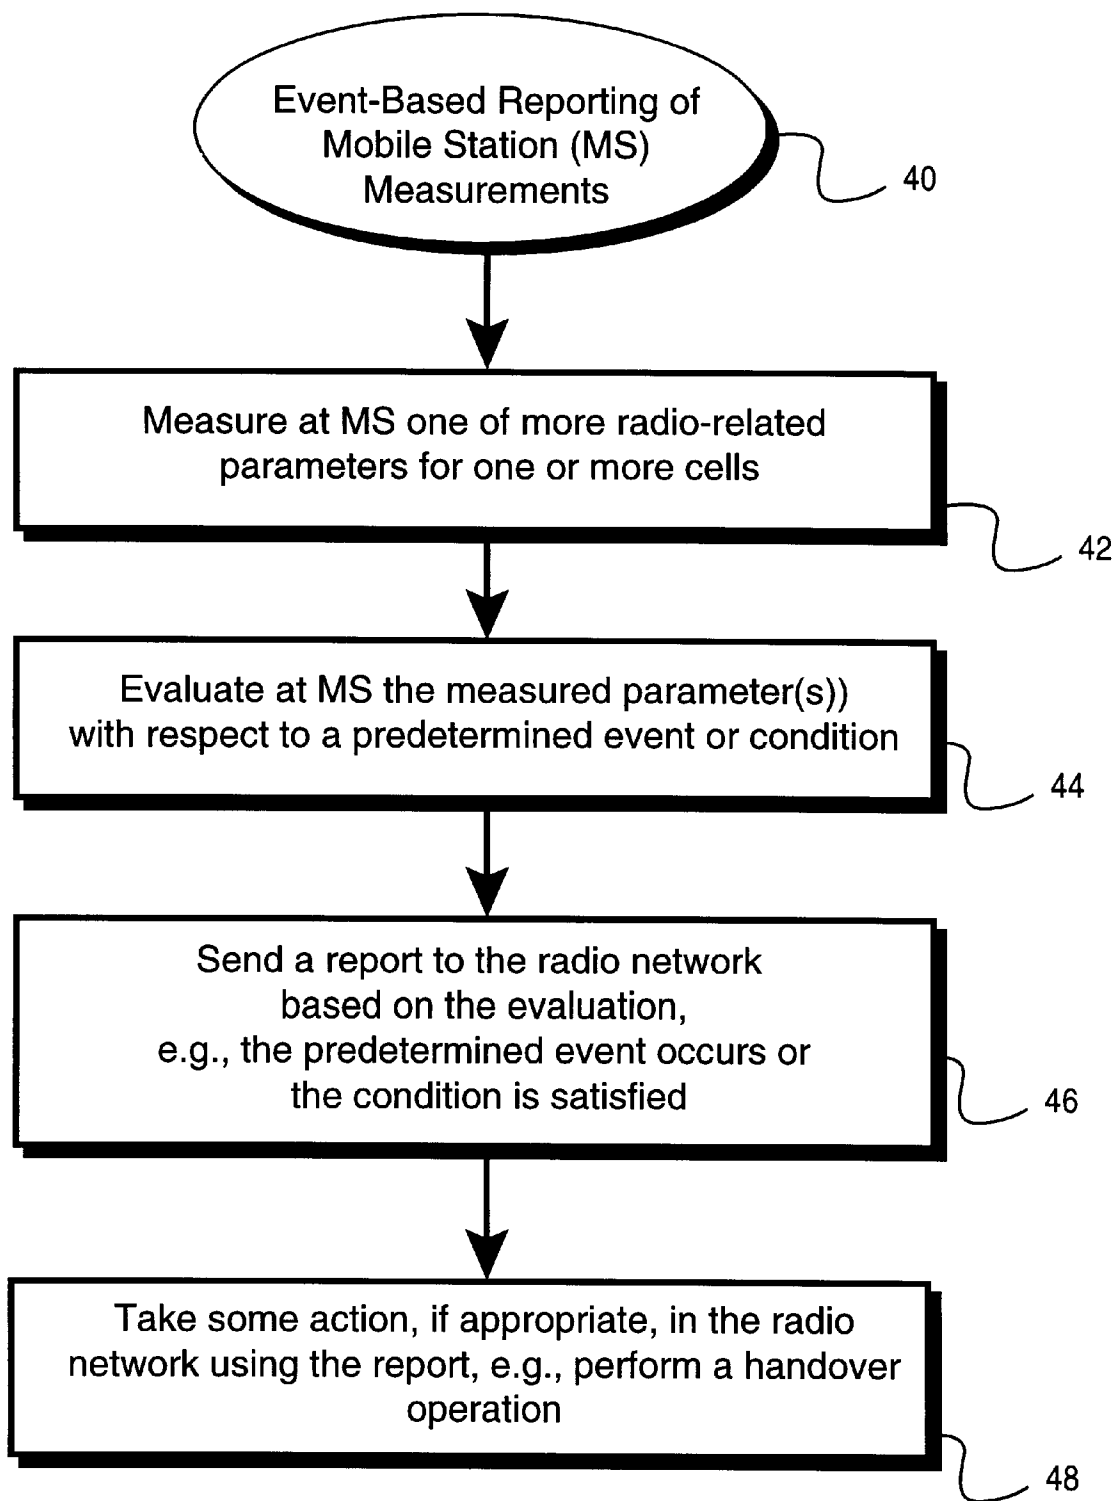 Event-Based Reporting of
Mobile Station (MS)
Measurements
40
Measure at MS one of more radio-related
parameters for one or more cells
42
Evaluate at MS the measured parameter(s))
with respect to a predetermined event or condition
44
Send a report to the radio network
based on the evaluation,
e.g., the predetermined event occurs or
the condition is satisfied
46
Take some action, if appropriate, in the radio
network using the report, e.g., perform a handover
operation
48